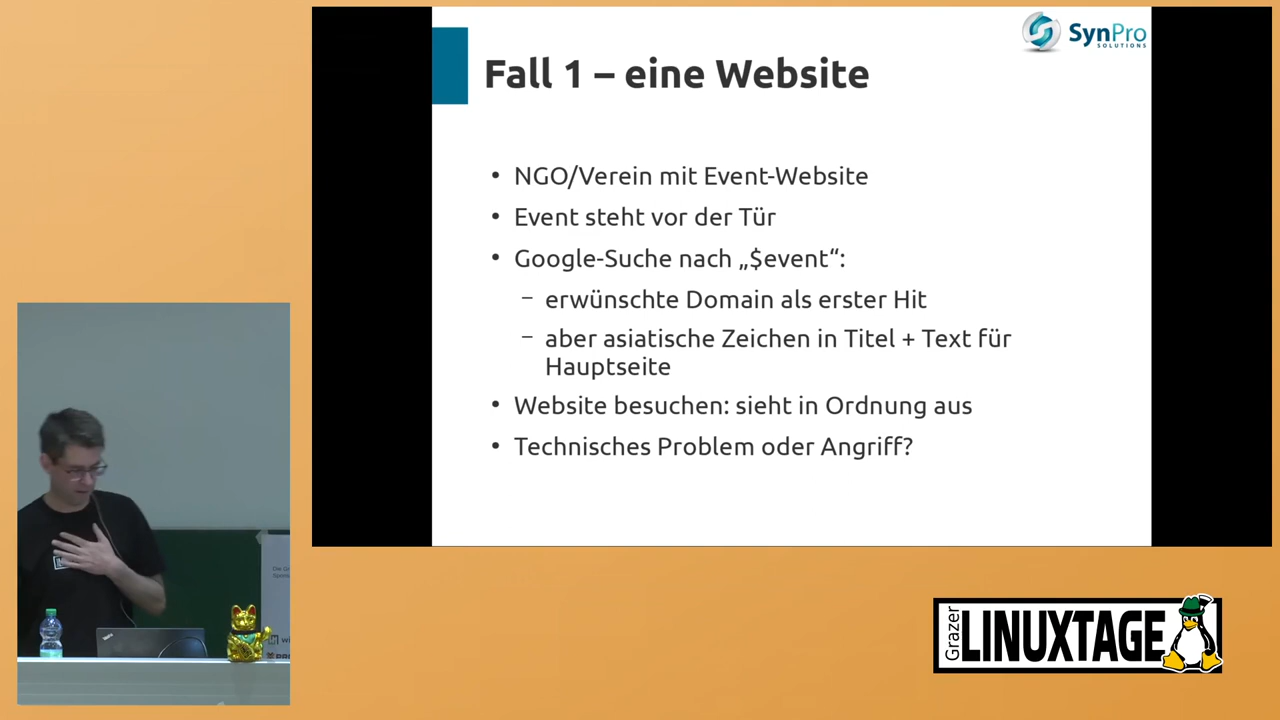 SynPro
SOLUTIONS
Fall 1 – eine Website
• NGO/Verein mit Event-Website
• Event steht vor der Tür
• Google-Suche nach „$event“:
– erwünschte Domain als erster Hit
– aber asiatische Zeichen in Titel + Text für
Hauptseite
• Website besuchen: sieht in Ordnung aus
• Technisches Problem oder Angriff?
Grazer
LINUXTAGE